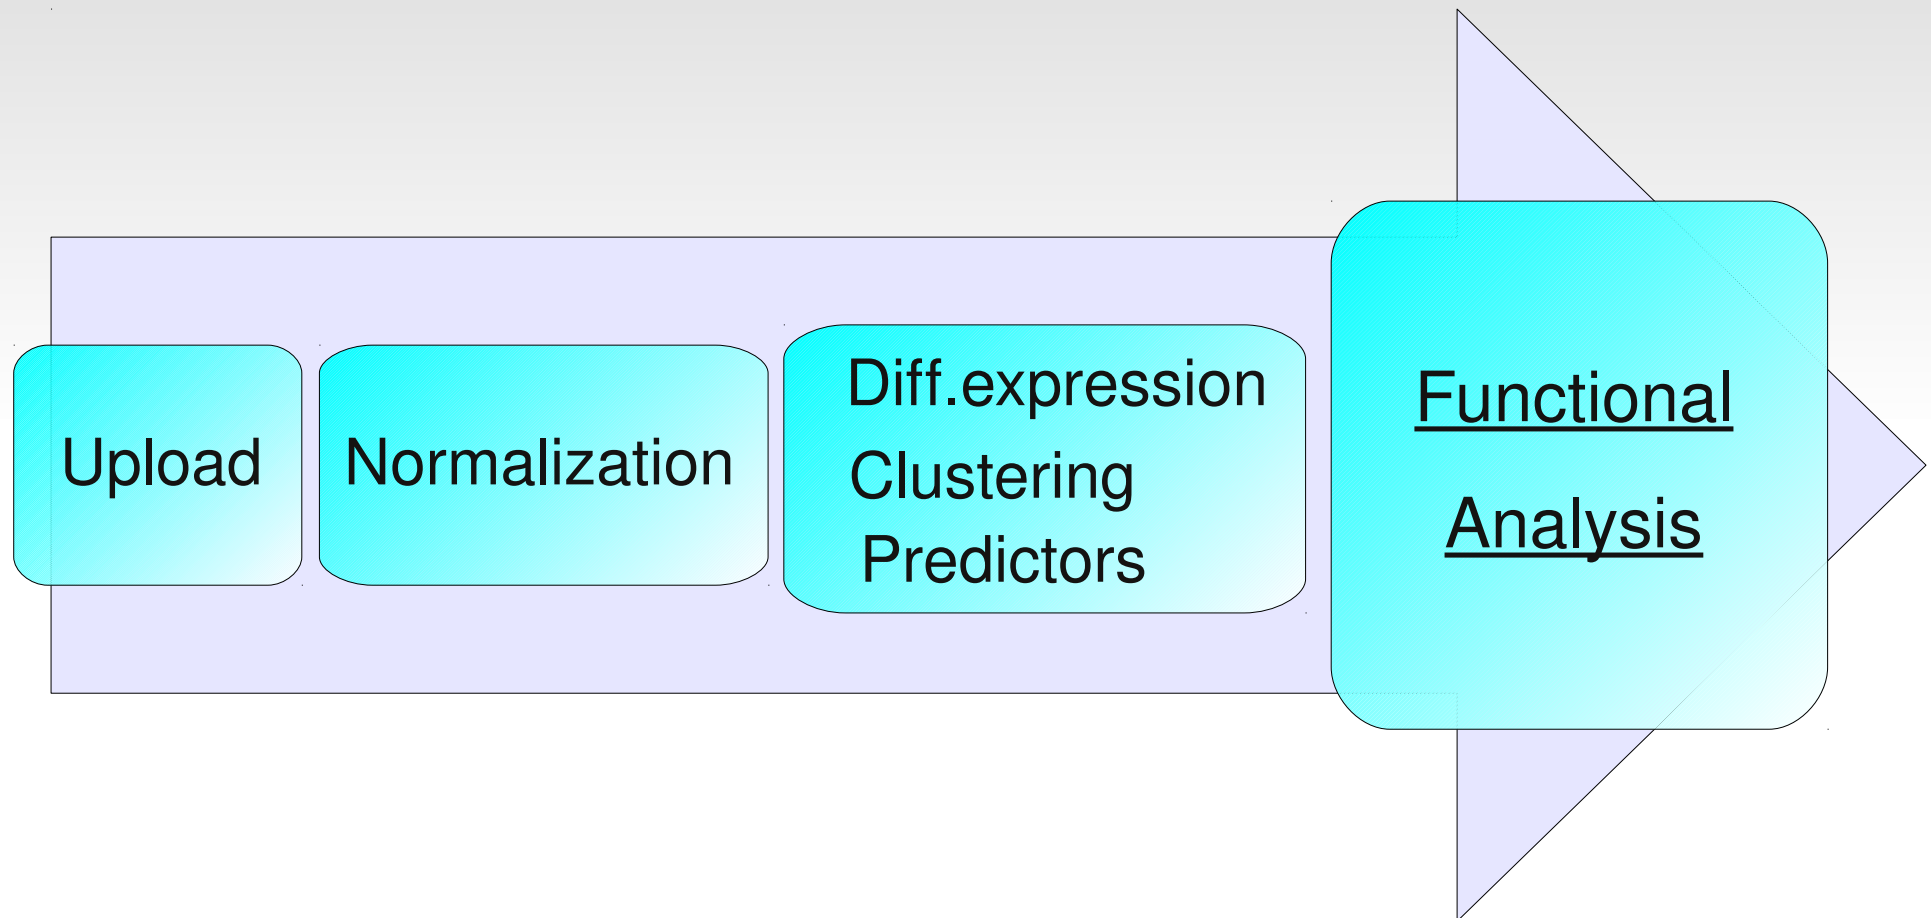 Upload
Normalization
Diff.expression
Clustering
Predictors
Functional
Analysis